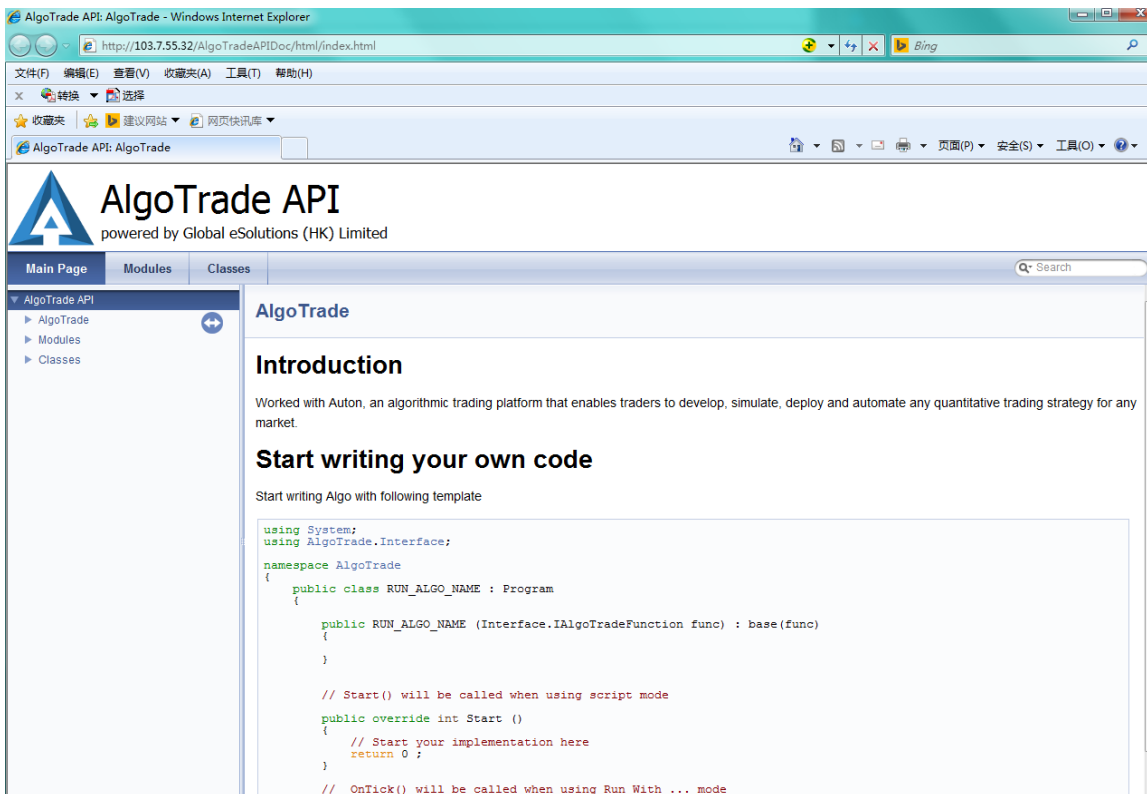 AlgoTrade API: AlgoTrade - Windows Internet Explorer
http://103.7.55.32/AlgoTradeAPIDoc/html/index.html
Bing
文件(F) 编辑(E) 查看(V) 收藏夹(A) 工具(T) 帮助(H)
x 转换 选择
收藏夹 建议网站 网页快讯库
AlgoTrade API: AlgoTrade
页面(P) 安全(S) 工具(O)
AlgoTrade API
powered by Global eSolutions (HK) Limited
Main Page Modules Classes
Search
AlgoTrade API
AlgoTrade
Modules
Classes
AlgoTrade
Introduction
Worked with Auton, an algorithmic trading platform that enables traders to develop, simulate, deploy and automate any quantitative trading strategy for any
market.
Start writing your own code
Start writing Algo with following template
using System;
using AlgoTrade.Interface;
namespace AlgoTrade
{
public class RUN_ALGO_NAME : Program
{
public RUN_ALGO_NAME (Interface.IAlgoTradeFunction func) : base(func)
{
}
// Start() will be called when using script mode
public override int Start ()
{
// Start your implementation here
return 0 ;
}
// OnTick() will be called when using Run With ... mode